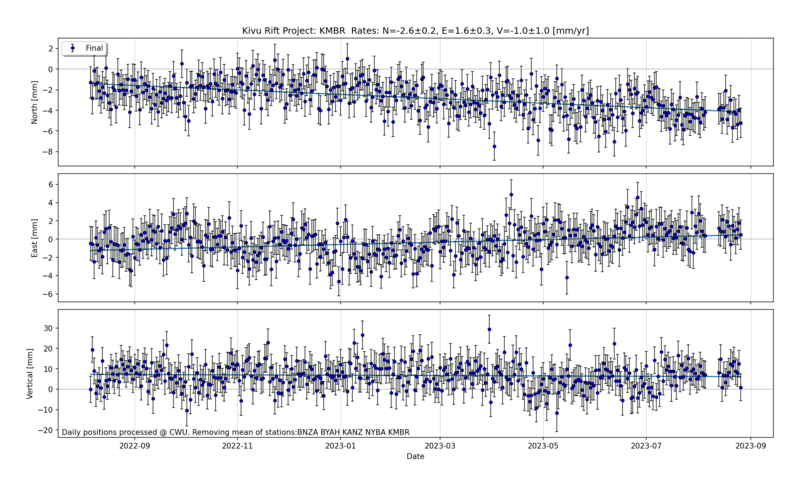 Kivu Rift Project: KMBR Rates: N=-2.6±0.2, E=1.6±0.3, V=-1.0±1.0 [mm/yr]
Final
North [mm]
2
0
−2
−4
−6
−8
East [mm]
6
4
2
0
−2
−4
−6
Vertical [mm]
30
20
10
0
−10
−20
Daily positions processed @ CWU. Removing mean of stations:BNZA BYAH KANZ NYBA KMBR
2022-09 2022-11 2023-01 2023-03 2023-05 2023-07 2023-09
Date